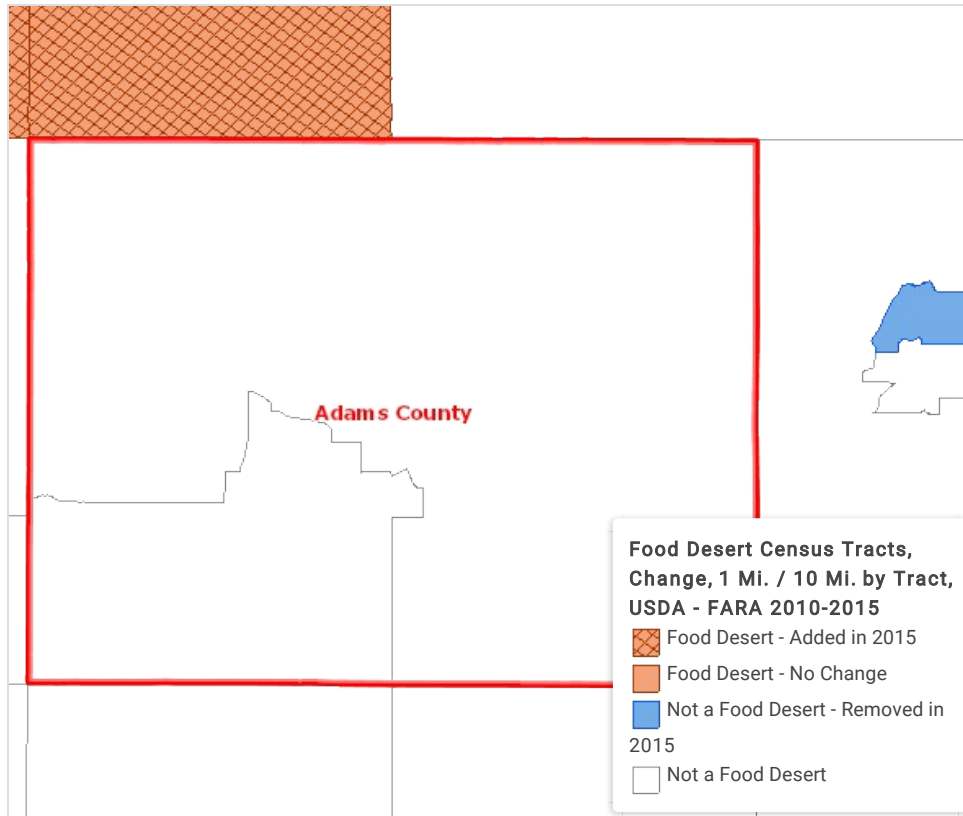 Adams County
Food Desert Census Tracts,
Change, 1 Mi. / 10 Mi. by Tract,
USDA - FARA 2010-2015
Food Desert - Added in 2015
Food Desert - No Change
Not a Food Desert - Removed in
2015
Not a Food Desert